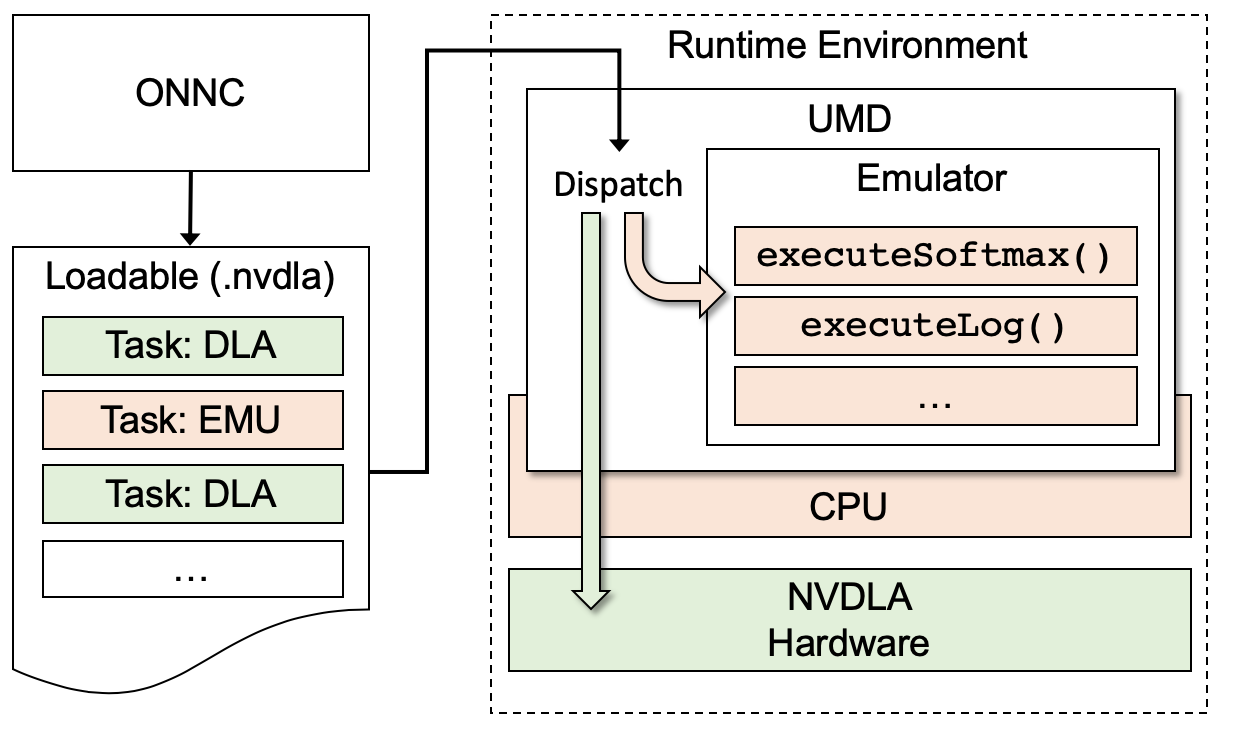 ONNC
Loadable (.nvdla)
Task: DLA
Task: EMU
Task: DLA
...
Runtime Environment
UMD
Dispatch
Emulator
executeSoftmax()
executeLog()
...
CPU
NVDLA
Hardware